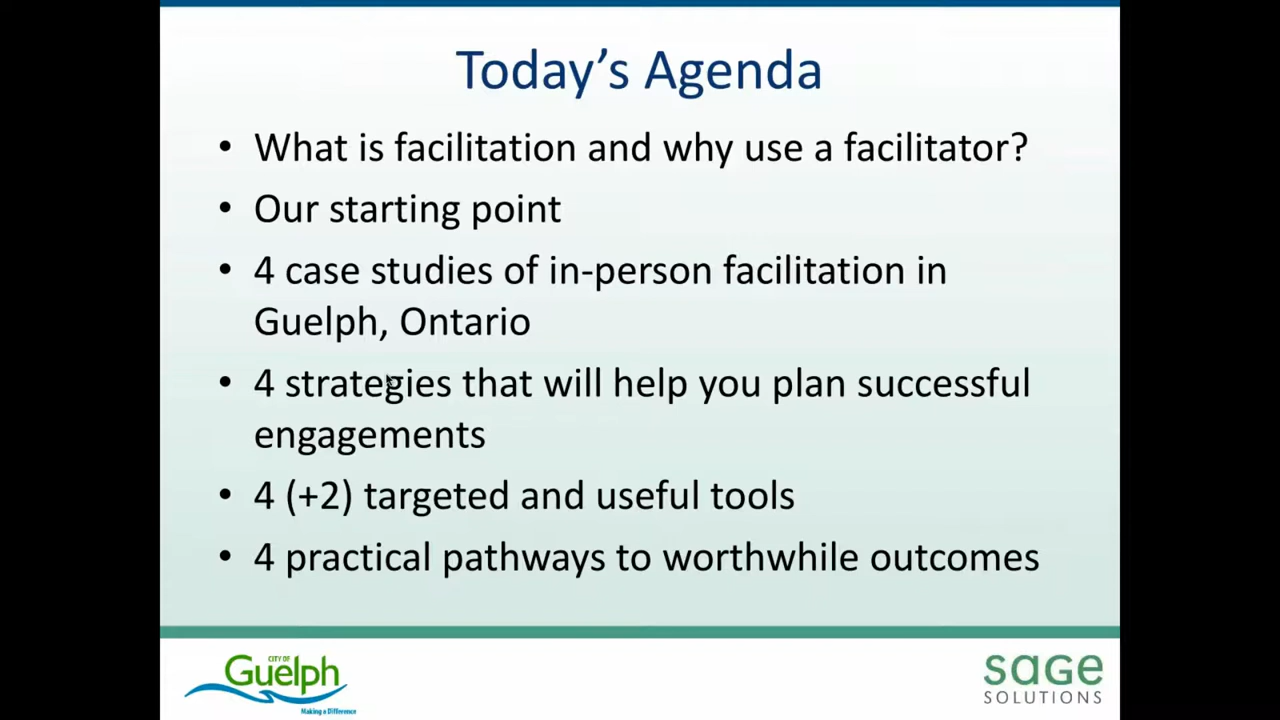 Today’s Agenda
• What is facilitation and why use a facilitator?
• Our starting point
• 4 case studies of in-person facilitation in
Guelph, Ontario
• 4 strategies that will help you plan successful
engagements
• 4 (+2) targeted and useful tools
• 4 practical pathways to worthwhile outcomes
CITY OF
Guelph
Making a Difference
sage
SOLUTIONS